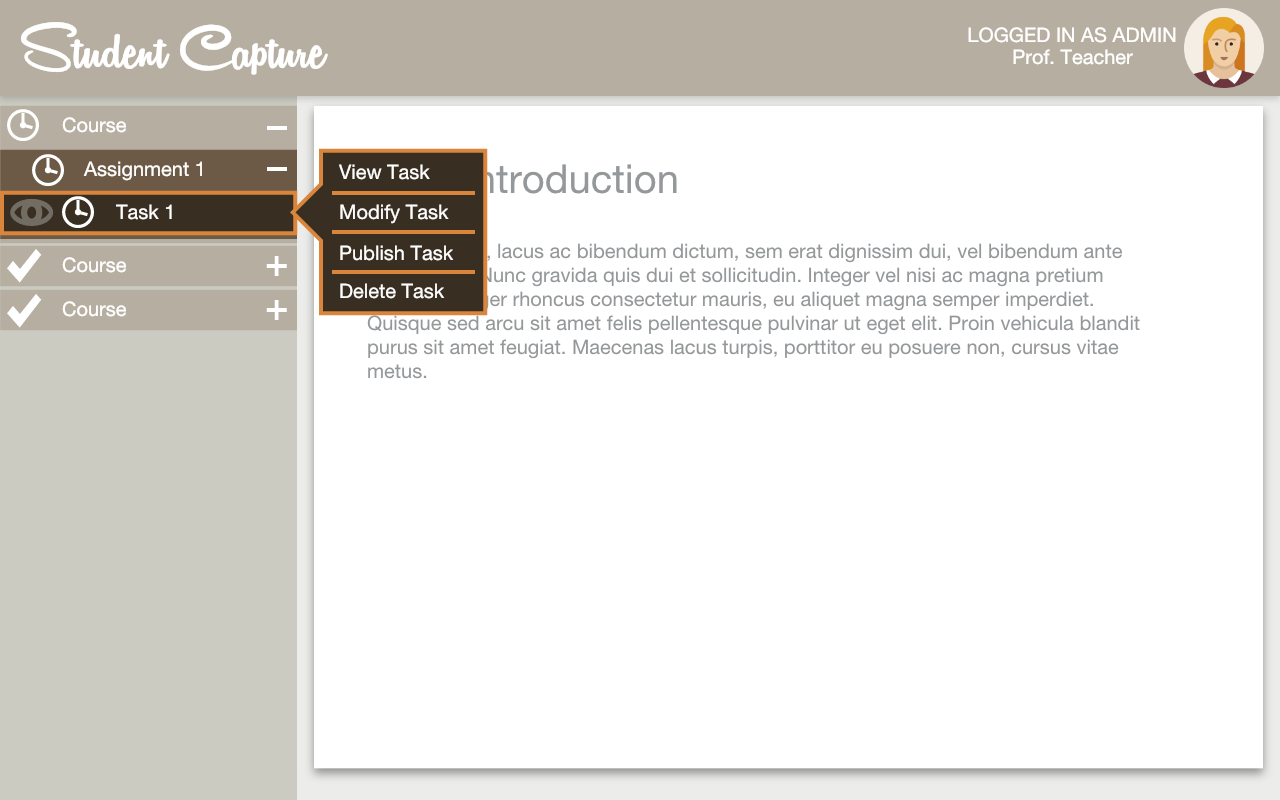 Student Capture
LOGGED IN AS ADMIN
Prof. Teacher
Course
Assignment 1
Task 1
Course
Course
View Task
Modify Task
Publish Task
Delete Task
ntroduction
, lacus ac bibendum dictum, sem erat dignissim dui, vel bibendum ante
Nunc gravida quis dui et sollicitudin. Integer vel nisi ac magna pretium
rhoncus consectetur mauris, eu aliquet magna semper imperdiet.
Quisque sed arcu sit amet felis pellentesque pulvinar ut eget elit. Proin vehicula blandit
purus sit amet feugiat. Maecenas lacus turpis, porttitor eu posuere non, cursus vitae
metus.